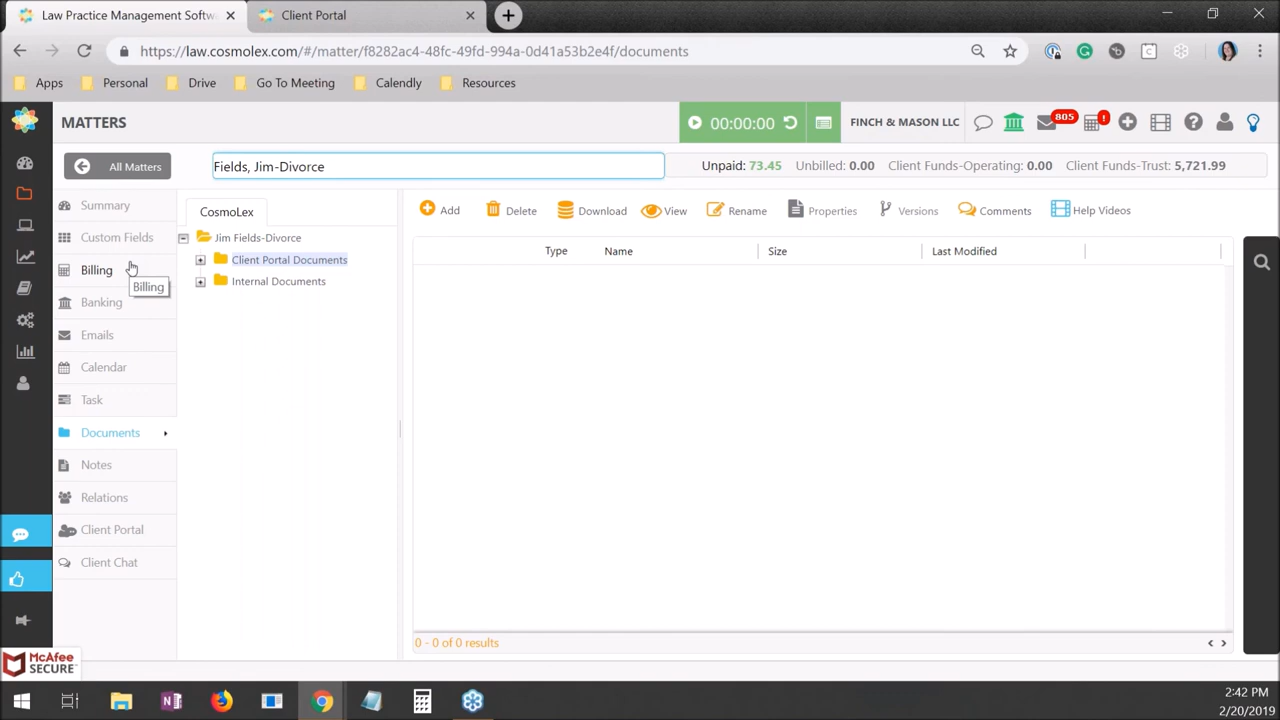 Law Practice Management Softw
Client Portal
https://law.cosmolex.com/#/matter/f8282ac4-48fc-49fd-994a-0d41a53b2e4f/documents
Apps Personal Drive Go To Meeting Calendly Resources
MATTERS
00:00:00
FINCH & MASON LLC
805
!
All Matters
Fields, Jim-Divorce
Unpaid: 73.45 Unbilled: 0.00 Client Funds-Operating: 0.00 Client Funds-Trust: 5,721.99
Summary
Custom Fields
Billing
Billing
Banking
Emails
Calendar
Task
Documents
Notes
Relations
Client Portal
Client Chat
CosmoLex
Jim Fields-Divorce
Client Portal Documents
Internal Documents
Add Delete Download View Rename Properties Versions Comments Help Videos
Type Name Size Last Modified
0 - 0 of 0 results
McAfee
SECURE
2:42 PM
2/20/2019